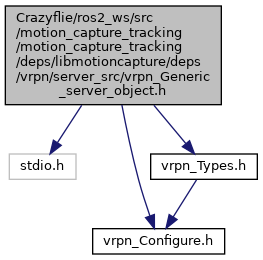 Crazyflie/ros2_ws/src
/motion_capture_tracking
/motion_capture_tracking
/deps/libmotioncapture/deps
/vrpn/server_src/vrpn_Generic
_server_object.h
stdio.h
vrpn_Types.h
vrpn_Configure.h